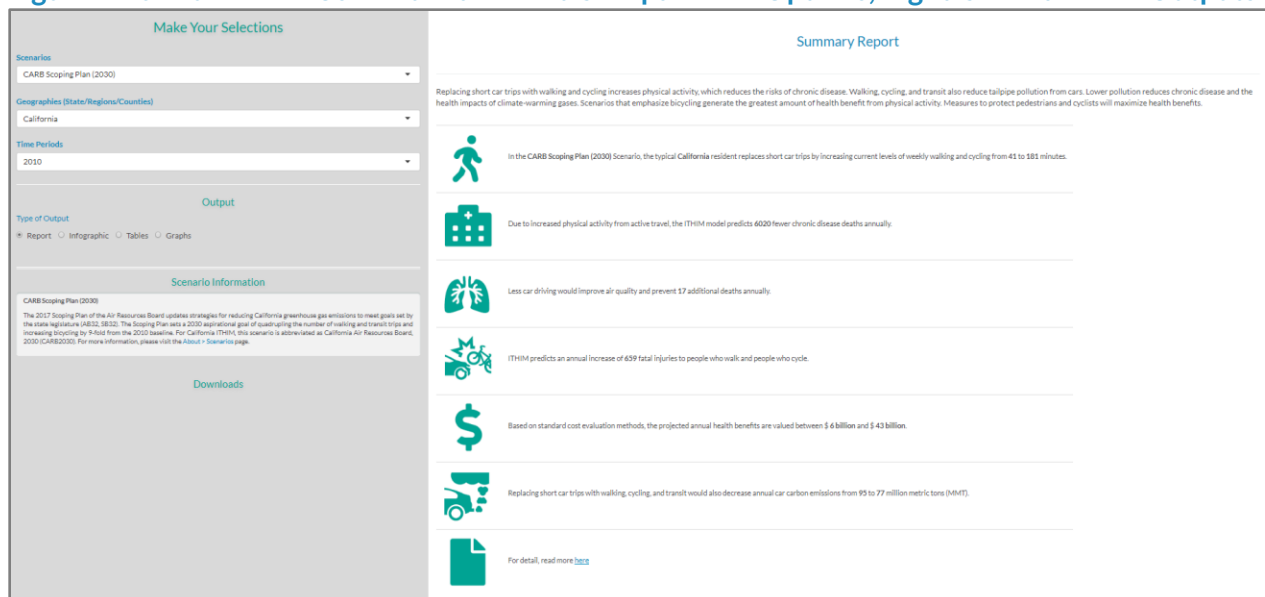 Make Your Selections
Scenarios
CARB Scoping Plan (2030)
Geographies (State/Regions/Counties)
California
Time Periods
2010
Output
Type of Output
Report Infographic Tables Graphs
Scenario Information
CARB Scoping Plan (2030)
The 2017 Scoping Plan of the Air Resources Board updates strategies for reducing California greenhouse gas emissions to meet goals set by
the state legislature (AB32, SB32). The Scoping Plan sets a 2030 aspirational goal of quadrupling the number of walking and transit trips and
increasing bicycling by 9-fold from the 2010 baseline. For California ITHIM, this scenario is abbreviated as California Air Resources Board,
2030 (CARB2030). For more information, please visit the About > Scenarios page.
Downloads
Summary Report
Replacing short car trips with walking and cycling increases physical activity, which reduces the risks of chronic disease. Walking, cycling, and transit also reduce tailpipe pollution from cars. Lower pollution reduces chronic disease and the
health impacts of climate-warming gases. Scenarios that emphasize bicycling generate the greatest amount of health benefit from physical activity. Measures to protect pedestrians and cyclists will maximize health benefits.
In the CARB Scoping Plan (2030) Scenario, the typical California resident replaces short car trips by increasing current levels of weekly walking and cycling from 41 to 181 minutes.
Due to increased physical activity from active travel, the ITHIM model predicts 6020 fewer chronic disease deaths annually.
Less car driving would improve air quality and prevent 17 additional deaths annually.
ITHIM predicts an annual increase of 659 fatal injuries to people who walk and people who cycle.
Based on standard cost evaluation methods, the projected annual health benefits are valued between $ 6 billion and $ 43 billion.
Replacing short car trips with walking, cycling, and transit would also decrease annual car carbon emissions from 95 to 77 million metric tons (MMT).
For detail, read more here